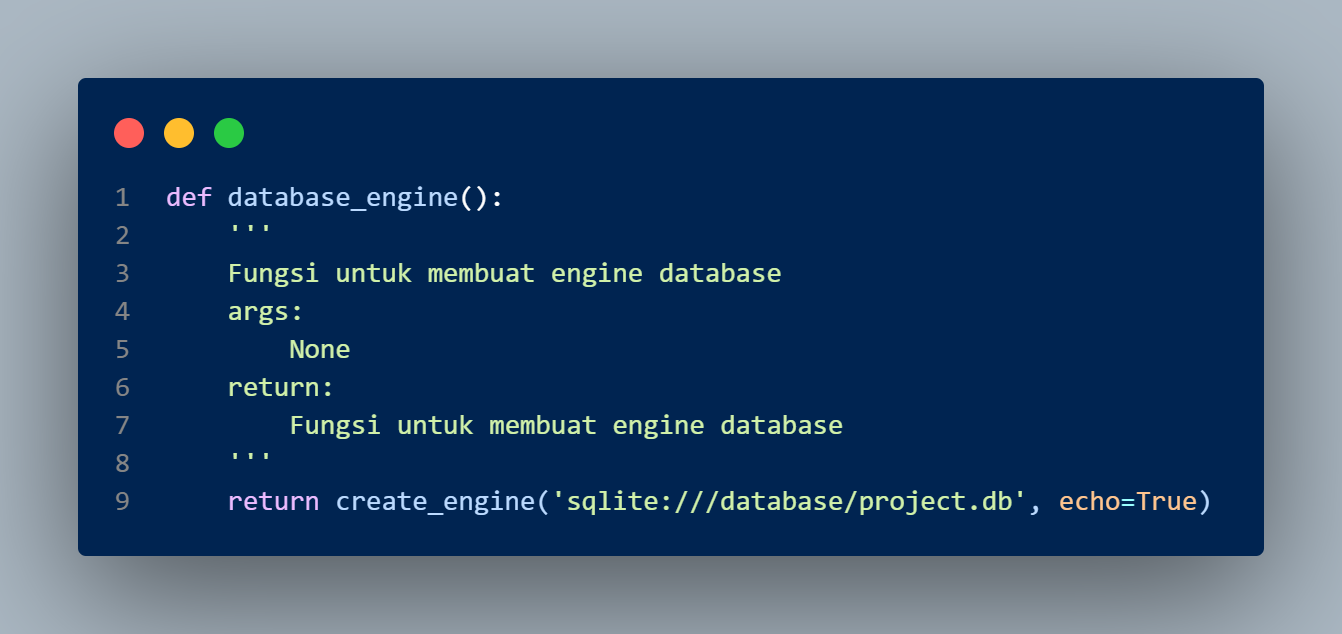 1 def database_engine():
2     '''
3     Fungsi untuk membuat engine database
4     args:
5         None
6     return:
7         Fungsi untuk membuat engine database
8     '''
9     return create_engine('sqlite:///database/project.db', echo=True)